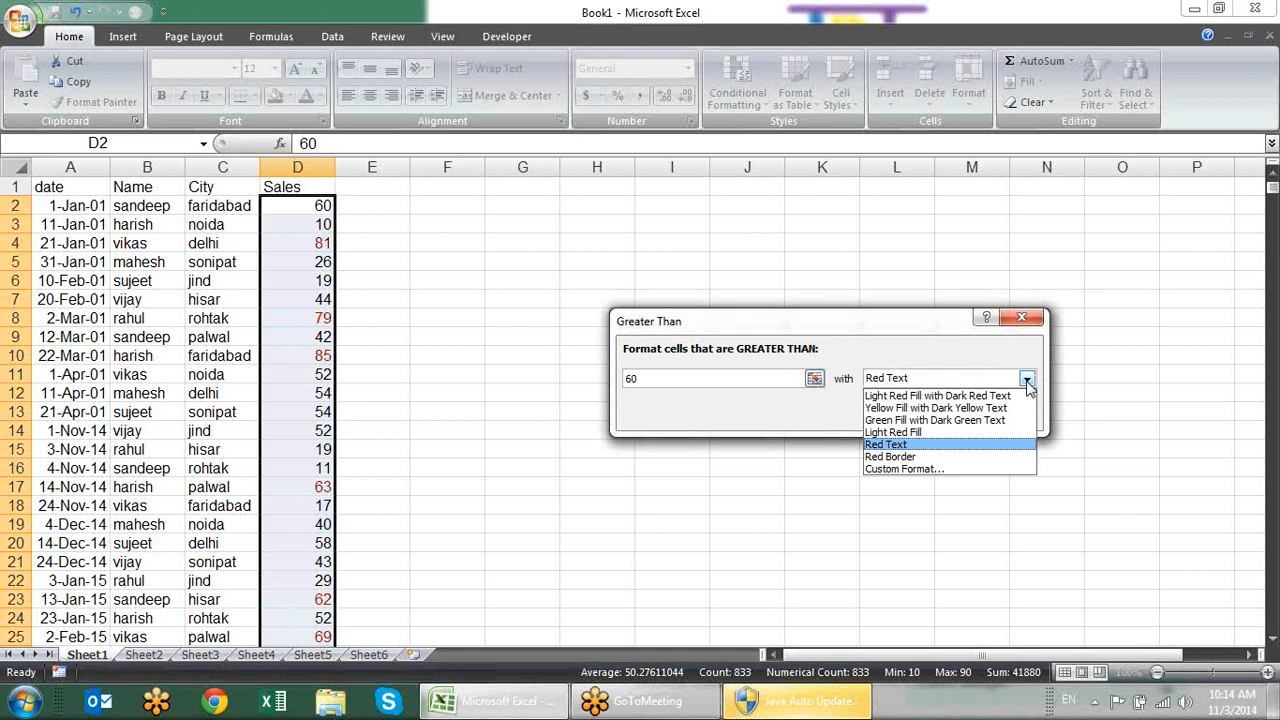 Book1 - Microsoft Excel
Home Insert Page Layout Formulas Data Review View Developer
Paste
Cut
Copy
Format Painter
Clipboard
12
Font
Wrap Text
Merge & Center
Alignment
General
Number
Conditional Formatting
Format as Table
Cell Styles
Styles
Insert
Delete
Format
Cells
Σ AutoSum
Fill
Clear
Sort & Filter
Find & Select
Editing
D2 fx 60
A B C D E F G H I J K L M N O P
1 date Name City Sales
2 1-Jan-01 sandeep faridabad 60
3 11-Jan-01 harish noida 10
4 21-Jan-01 vikas delhi 81
5 31-Jan-01 mahesh sonipat 26
6 10-Feb-01 sujeet jind 19
7 20-Feb-01 vijay hisar 44
8 2-Mar-01 rahul rohtak 79
9 12-Mar-01 sandeep palwal 42
10 22-Mar-01 harish faridabad 85
11 1-Apr-01 vikas noida 52
12 11-Apr-01 mahesh delhi 54
13 21-Apr-01 sujeet delhi 54
14 1-Nov-14 vijay jind 52
15 3-Nov-14 rahul hisar 19
16 4-Nov-14 sandeep rohtak 11
17 14-Nov-14 harish palwal 63
18 24-Nov-14 vikas faridabad 17
19 4-Dec-14 mahesh noida 40
20 14-Dec-14 sujeet delhi 58
21 24-Dec-14 vijay sonipat 43
22 3-Jan-15 rahul jind 29
23 13-Jan-15 sandeep hisar 62
24 23-Jan-15 harish rohtak 52
25 2-Feb-15 vikas palwal 69
Greater Than
Format cells that are GREATER THAN:
60 with Red Text
Light Red Fill with Dark Red Text
Yellow Fill with Dark Yellow Text
Green Fill with Dark Green Text
Light Red Fill
Red Text
Red Border
Custom Format...
Sheet1 Sheet2 Sheet3 Sheet4 Sheet5 Sheet6
Ready Average: 50.27611044 Count: 833 Numerical Count: 833 Min: 10 Max: 90 Sum: 41880 100%
Microsoft Excel - ... GoToMeeting Java Auto Update... EN 10:14 AM
11/3/2014